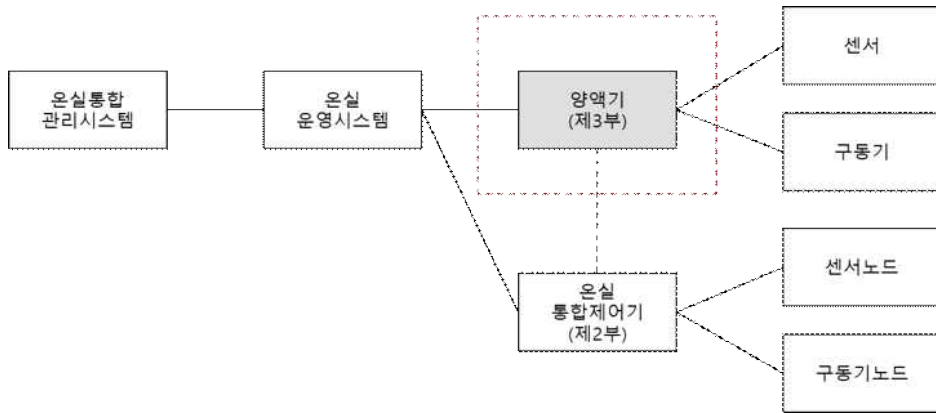 센서
온실통합
관리시스템
온실
운영시스템
양액기
(제3부)
구동기
센서노드
온실
통합제어기
(제2부)
구동기노드